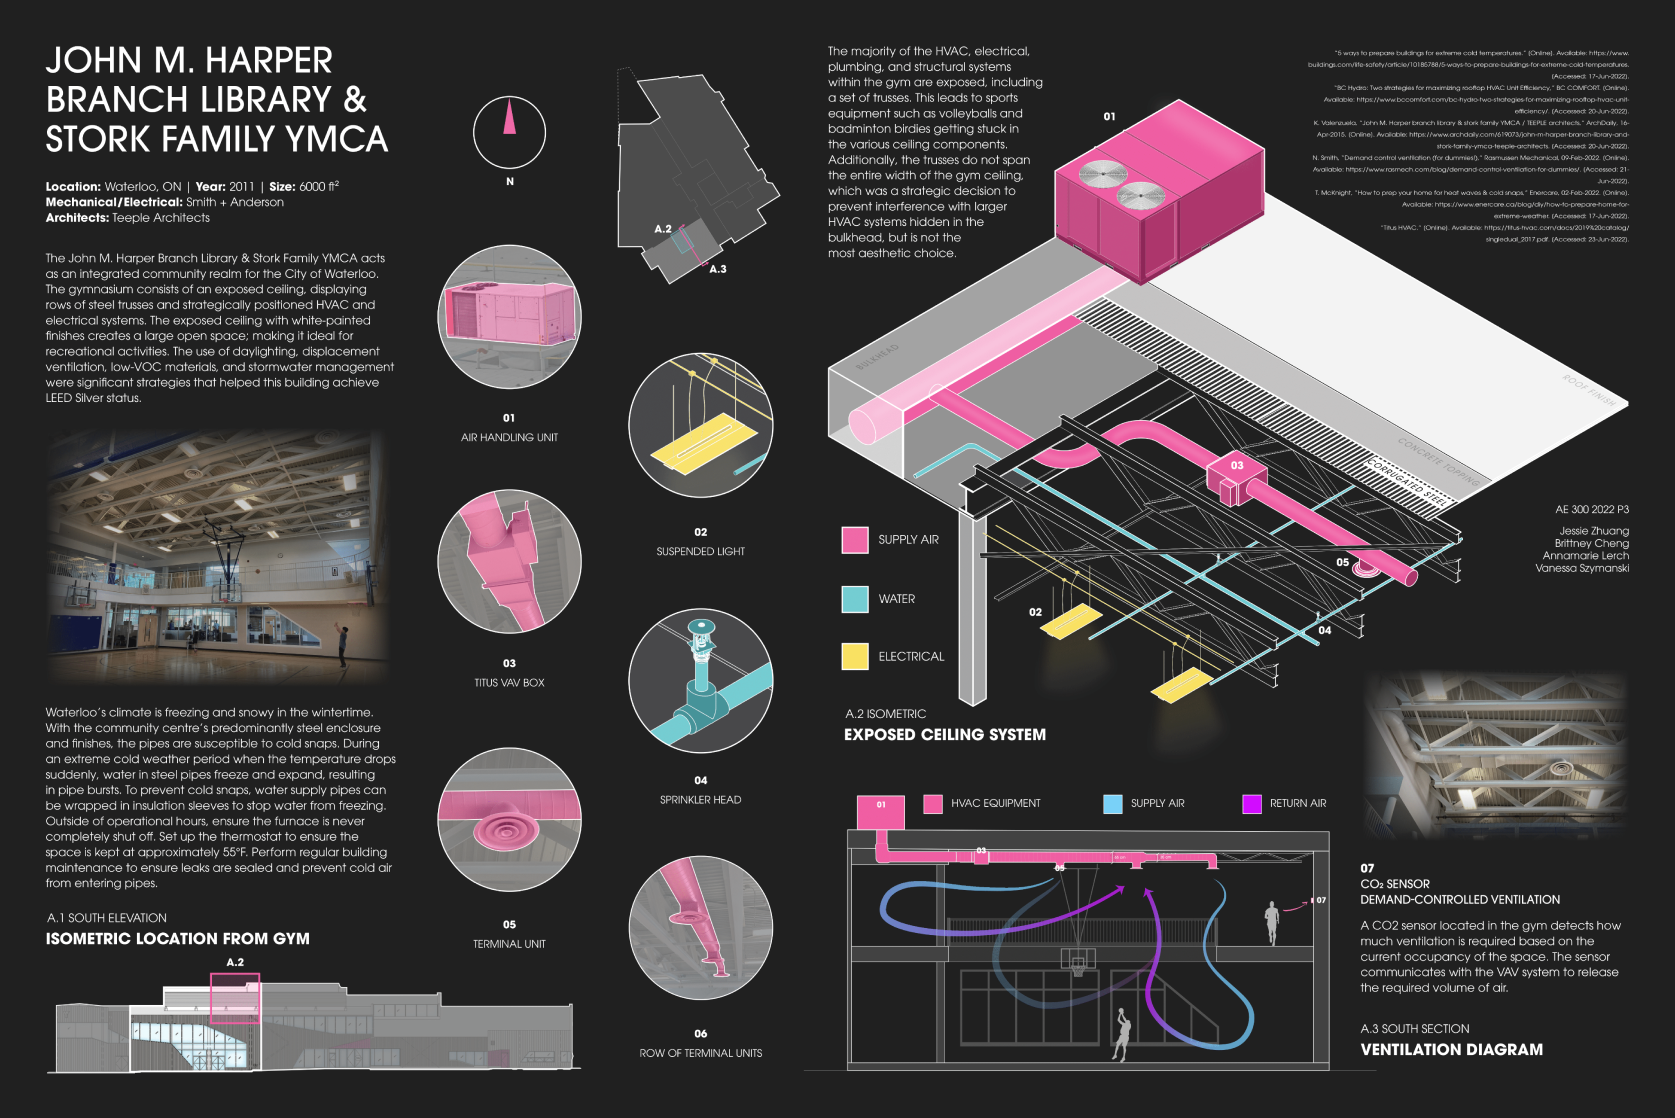 JOHN M. HARPER
BRANCH LIBRARY &
STORK FAMILY YMCA
Location: Waterloo, ON | Year: 2011 | Size: 6000 ft²
Mechanical/Electrical: Smith + Anderson
Architects: Teeple Architects
The John M. Harper Branch Library & Stork Family YMCA acts
as an integrated community realm for the City of Waterloo.
The gymnasium consists of an exposed ceiling, displaying
rows of steel trusses and strategically positioned HVAC and
electrical systems. The exposed ceiling with white-painted
finishes creates a large open space; making it ideal for
recreational activities. The use of daylighting, displacement
ventilation, low-VOC materials, and stormwater management
were significant strategies that helped this building achieve
LEED Silver status.
Waterloo's climate is freezing and snowy in the wintertime.
With the community centre's predominantly steel enclosure
and finishes, the pipes are susceptible to cold snaps. During
an extreme cold weather period when the temperature drops
suddenly, water in steel pipes freeze and expand, resulting
in pipe bursts. To prevent cold snaps, water supply pipes can
be wrapped in insulation sleeves to stop water from freezing.
Outside of operational hours, ensure the furnace is never
completely shut off. Set up the thermostat to ensure the
space is kept at approximately 55°F. Perform regular building
maintenance to ensure leaks are sealed and prevent cold air
from entering pipes.
A.1 SOUTH ELEVATION
ISOMETRIC LOCATION FROM GYM
A.2
N
01
AIR HANDLING UNIT
03
TITUS VAV BOX
05
TERMINAL UNIT
A.2
A.3
02
SUSPENDED LIGHT
04
SPRINKLER HEAD
06
ROW OF TERMINAL UNITS
The majority of the HVAC, electrical,
plumbing, and structural systems
within the gym are exposed, including
a set of trusses. This leads to sports
equipment such as volleyballs and
badminton birdies getting stuck in
the various ceiling components.
Additionally, the trusses do not span
the entire width of the gym ceiling,
which was a strategic decision to
prevent interference with larger
HVAC systems hidden in the
bulkhead, but is not the
most aesthetic choice.
01
BULKHEAD
ROOF FINISH
CONCRETE TOPPING
CORRUGATED STEEL
03
05
02
04
SUPPLY AIR
WATER
ELECTRICAL
A.2 ISOMETRIC
EXPOSED CEILING SYSTEM
"5 ways to prepare buildings for extreme cold temperatures." (Online). Available: https://www.
buildings.com/life-safety/article/10185788/5-ways-to-prepare-buildings-for-extreme-cold-temperatures.
(Accessed: 17-Jun-2022).
"BC Hydro: Two strategies for maximizing rooftop HVAC Unit Efficiency," BC COMFORT. (Online).
Available: https://www.bccomfort.com/bc-hydro-two-strategies-for-maximizing-rooftop-hvac-unit-
efficiency/. (Accessed: 20-Jun-2022).
K. Valenzuela, "John M. Harper branch library & stork family YMCA / TEEPLE architects," ArchDaily, 16-
Apr-2015. (Online). Available: https://www.archdaily.com/619073/john-m-harper-branch-library-and-
stork-family-ymca-teeple-architects. (Accessed: 20-Jun-2022).
N. Smith, "Demand control ventilation (for dummies!)," Rasmussen Mechanical, 09-Feb-2022. (Online).
Available: https://www.rasmech.com/blog/demand-control-ventilation-for-dummies/. (Accessed: 21-
Jun-2022).
T. McKnight, "How to prep your home for heat waves & cold snaps," Enercare, 02-Feb-2022. (Online).
Available: https://www.enercare.ca/blog/diy/how-to-prepare-home-for-
extreme-weather. (Accessed: 17-Jun-2022).
"Titus HVAC." (Online). Available: https://titus-hvac.com/docs/2019%20catalog/
singledual_2017.pdf. (Accessed: 23-Jun-2022).
AE 300 2022 P3
Jessie Zhuang
Brittney Cheng
Annamarie Lerch
Vanessa Szymanski
01
HVAC EQUIPMENT
SUPPLY AIR
RETURN AIR
03
05
07
07
CO₂ SENSOR
DEMAND-CONTROLLED VENTILATION
A CO2 sensor located in the gym detects how
much ventilation is required based on the
current occupancy of the space. The sensor
communicates with the VAV system to release
the required volume of air.
A.3 SOUTH SECTION
VENTILATION DIAGRAM